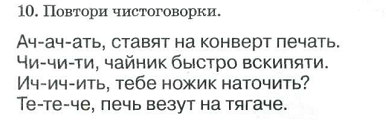 10. Повтори чистоговорки.
Ач-ач-ать, ставят на конверт печать.
Чи-чи-ти, чайник быстро вскипяти.
Ич-ич-ить, тебе ножик наточить?
Те-те-че, печь везут на тягаче.